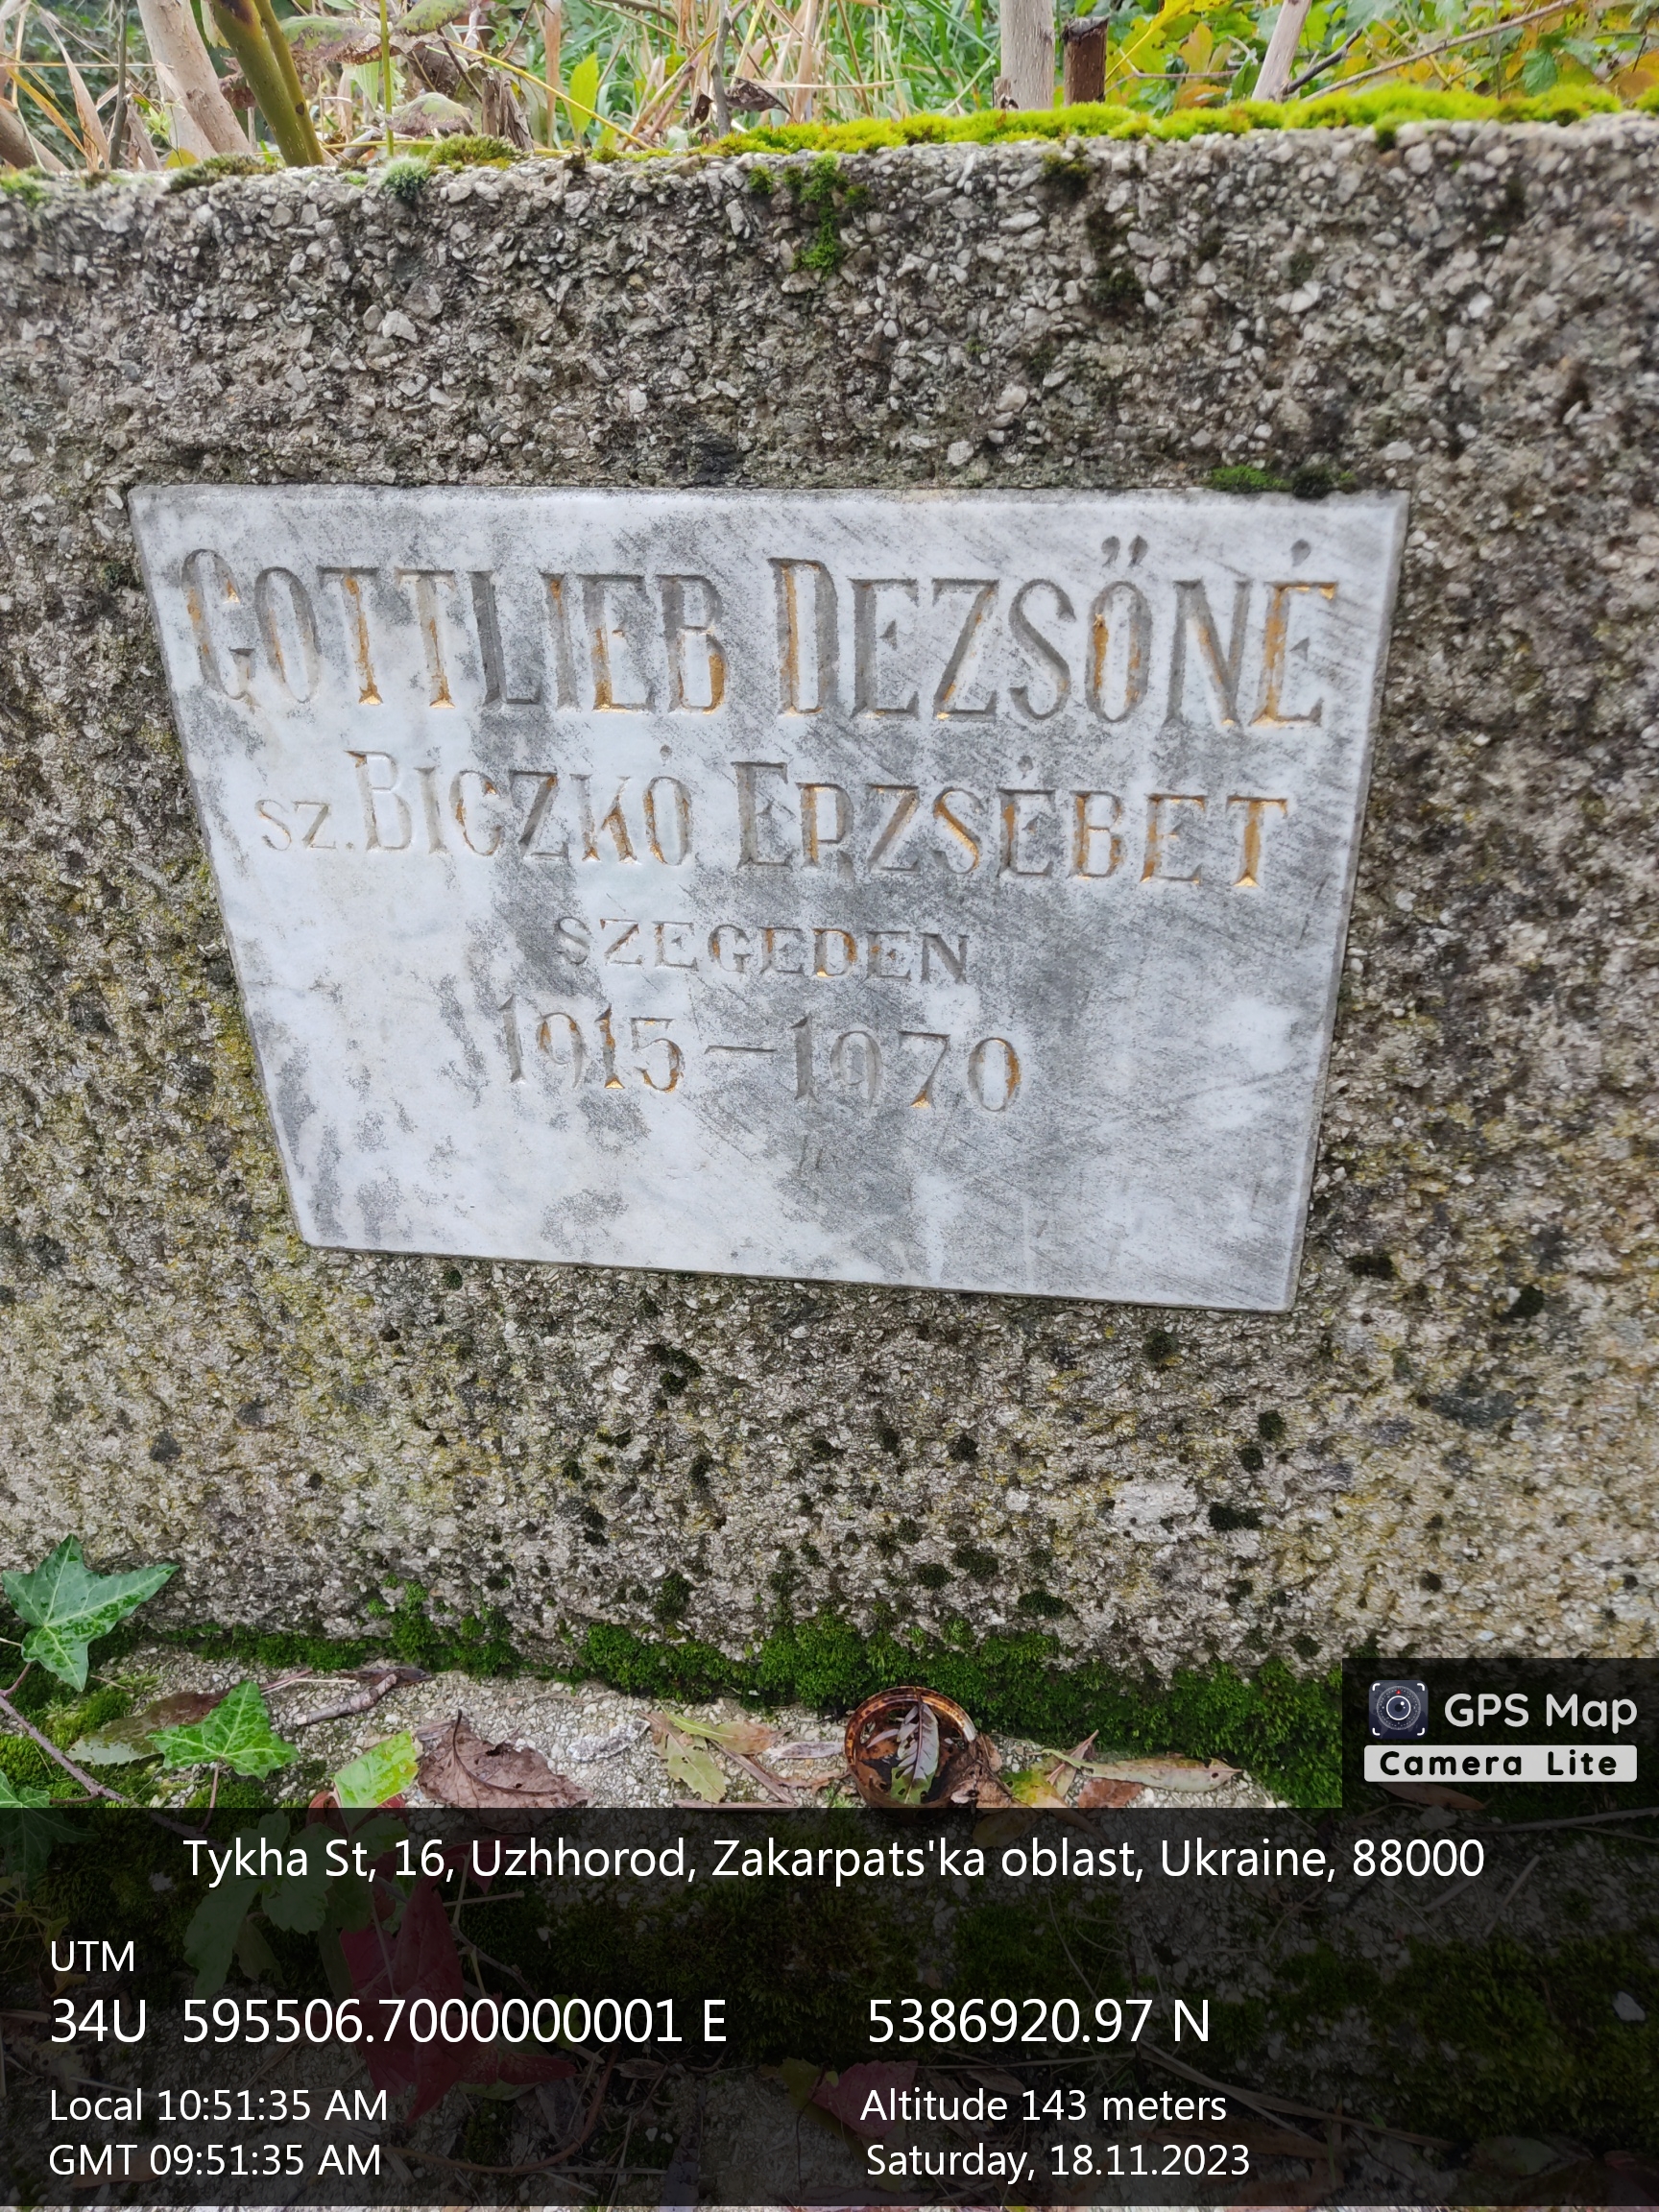 GOTTLIEB DEZSŐNÉ
SZ. BICZKÓ ERZSÉBET
SZEGEDEN
1915-1970
GPS Map
Camera Lite
Tykha St, 16, Uzhhorod, Zakarpats'ka oblast, Ukraine, 88000
UTM
34U 595506.7000000001 E 5386920.97 N
Local 10:51:35 AM Altitude 143 meters
GMT 09:51:35 AM Saturday, 18.11.2023